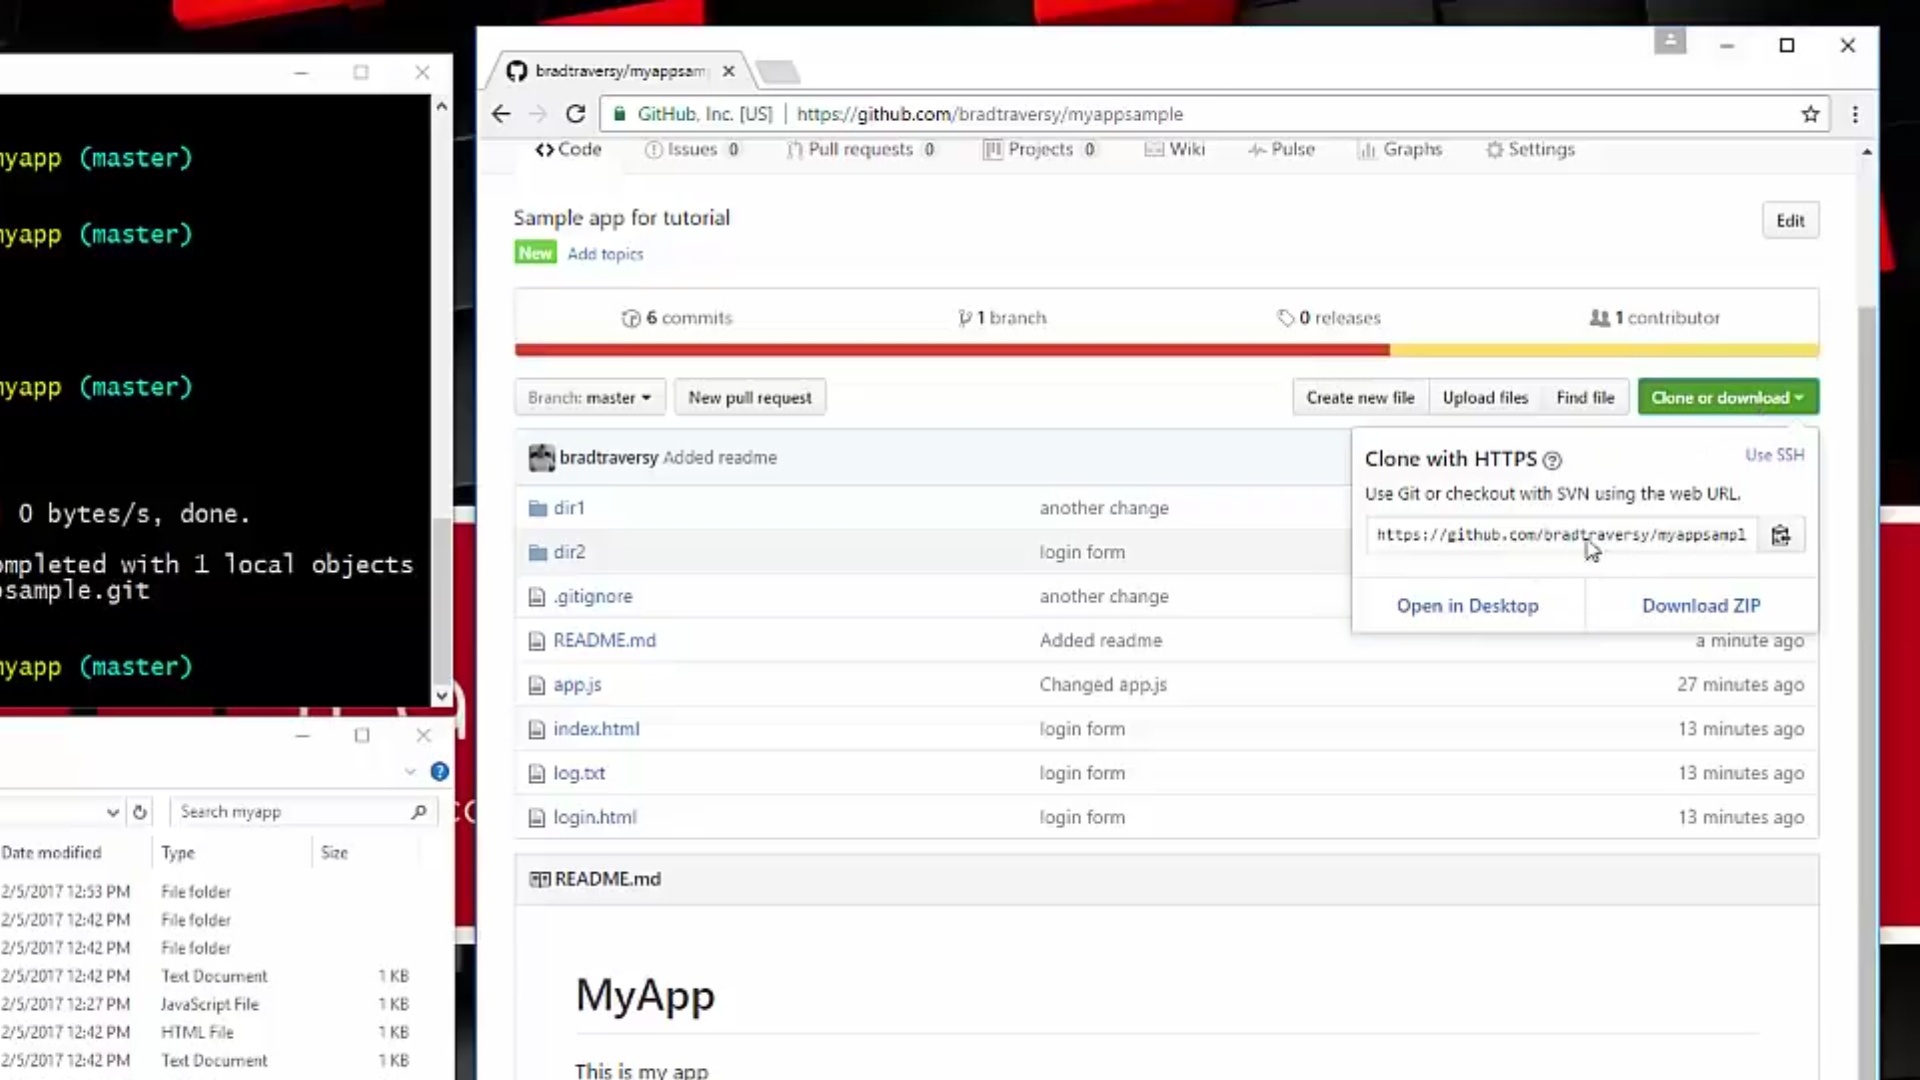 myapp (master)
myapp (master)
myapp (master)
0 bytes/s, done.
ompleted with 1 local objects
sample.git
myapp (master)
Search myapp
Date modified Type Size
2/5/2017 12:53 PM File folder
2/5/2017 12:42 PM File folder
2/5/2017 12:42 PM File folder
2/5/2017 12:42 PM Text Document 1 KB
2/5/2017 12:27 PM JavaScript File 1 KB
2/5/2017 12:42 PM HTML File 1 KB
2/5/2017 12:42 PM Text Document 1 KB
bradtraversy/myappsam
GitHub, Inc. [US] | https://github.com/bradtraversy/myappsample
Code Issues 0 Pull requests 0 Projects 0 Wiki Pulse Graphs Settings
Sample app for tutorial
Edit
New Add topics
6 commits 1 branch 0 releases 1 contributor
Branch: master New pull request Create new file Upload files Find file Clone or download
bradtraversy Added readme
Clone with HTTPS Use SSH
Use Git or checkout with SVN using the web URL.
https://github.com/bradtraversy/myappsampl
Open in Desktop Download ZIP
dir1 another change
dir2 login form
.gitignore another change
README.md Added readme a minute ago
app.js Changed app.js 27 minutes ago
index.html login form 13 minutes ago
log.txt login form 13 minutes ago
login.html login form 13 minutes ago
README.md
MyApp
This is my app